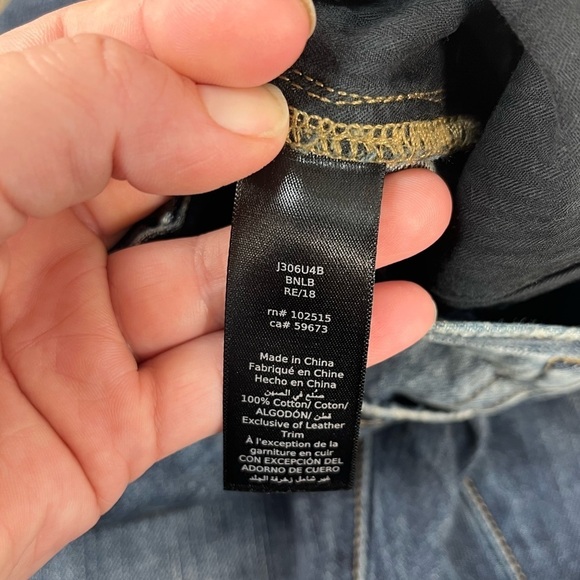 J306U4B
BNLB
RE/18
rn# 102515
ca# 59673
Made in China
Fabriqué en Chine
Hecho en China
صُنع في الصين
100% Cotton/ Coton/
ALGODÓN/ قطن
Exclusive of Leather
Trim
À l'exception de la
garniture en cuir
CON EXCEPCIÓN DEL
ADORNO DE CUERO
غير شامل زخرفة الجلد